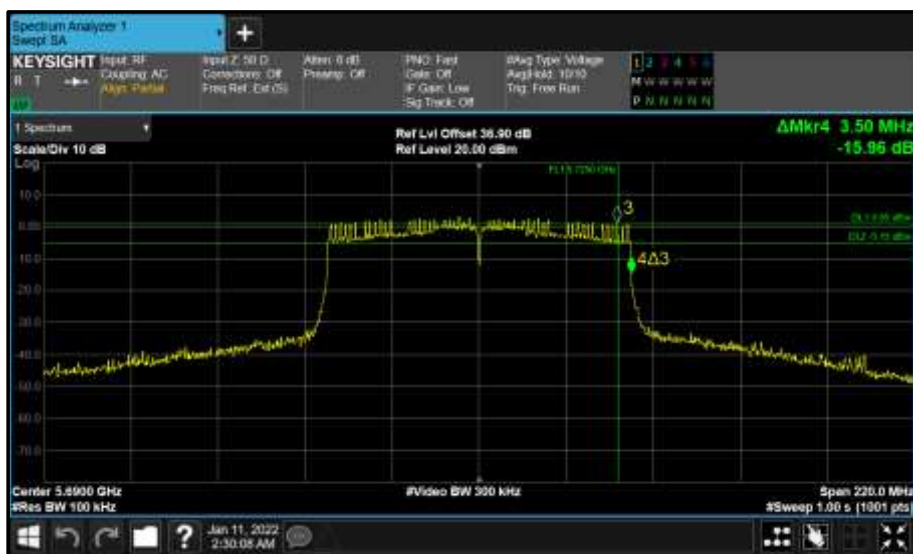 Spectrum Analyzer 1
Swept SA
+
KEYSIGHT
R T
Input: RF
Coupling: AC
Align: Partial
Input Z: 50 Ω
Corrections: Off
Freq Ref: Ext (S)
Atten: 0 dB
Preamp: Off
PNO: Fast
Gate: Off
IF Gain: Low
Sig Track: Off
#Avg Type: Voltage
Avg|Hold: 10/10
Trig: Free Run
1 2 3 4 5 6
M W W W W W
P N N N N N
1 Spectrum
Scale/Div 10 dB
Ref Lvl Offset 36.90 dB
Ref Level 20.00 dBm
ΔMkr4 3.50 MHz
-15.96 dB
Log
10.0
0.00
-10.0
-20.0
-30.0
-40.0
-50.0
-60.0
-70.0
3
4Δ3
Center 5.6900 GHz
#Res BW 100 kHz
#Video BW 300 kHz
Span 220.0 MHz
#Sweep 1.00 s (1001 pts)
?
Jan 11, 2022
2:30:08 AM